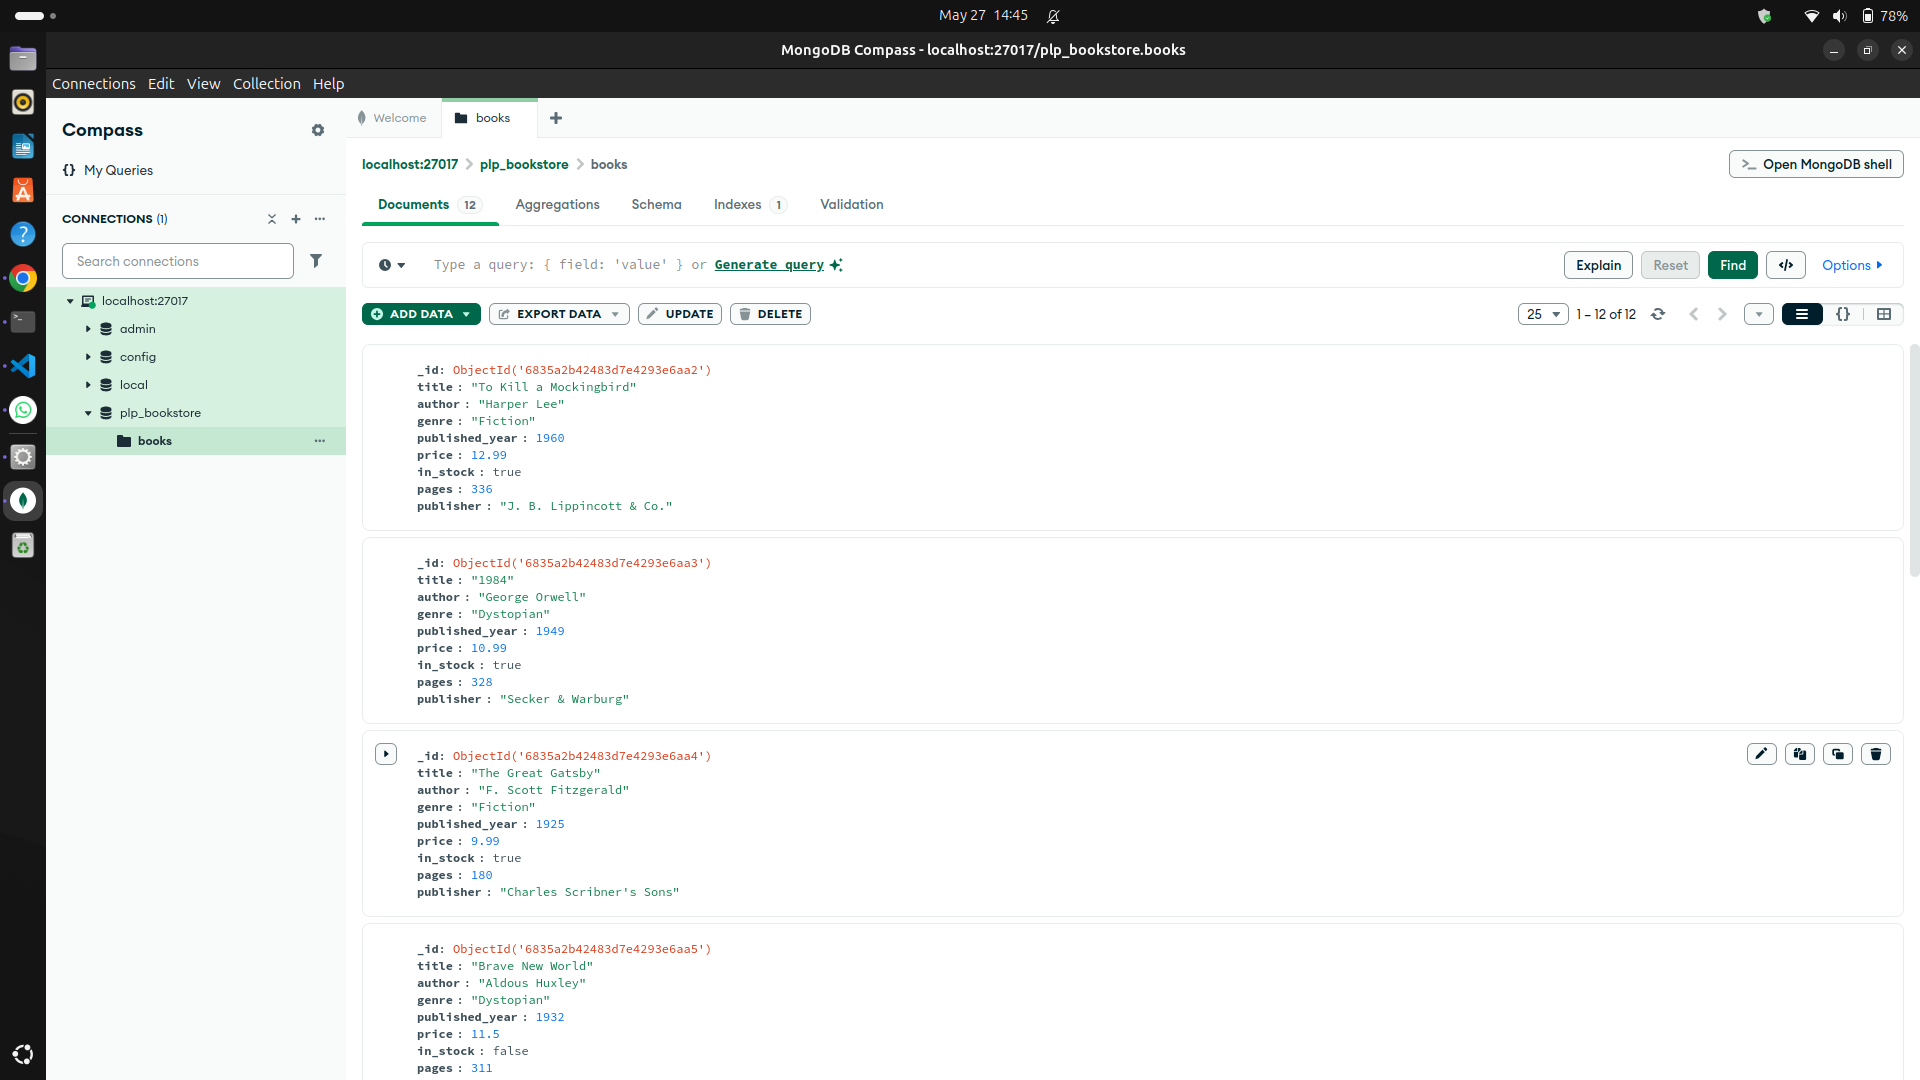 May 27 14:45
78%
MongoDB Compass - localhost:27017/plp_bookstore.books
Connections Edit View Collection Help
Compass
{} My Queries
CONNECTIONS (1)
Search connections
localhost:27017
admin
config
local
plp_bookstore
books
Welcome
books
localhost:27017 > plp_bookstore > books
>_ Open MongoDB shell
Documents 12 Aggregations Schema Indexes 1 Validation
Type a query: { field: 'value' } or Generate query
Explain Reset Find </> Options
ADD DATA EXPORT DATA UPDATE DELETE
25 1 – 12 of 12 {}
_id: ObjectId('6835a2b42483d7e4293e6aa2')
title : "To Kill a Mockingbird"
author : "Harper Lee"
genre : "Fiction"
published_year : 1960
price : 12.99
in_stock : true
pages : 336
publisher : "J. B. Lippincott & Co."
_id: ObjectId('6835a2b42483d7e4293e6aa3')
title : "1984"
author : "George Orwell"
genre : "Dystopian"
published_year : 1949
price : 10.99
in_stock : true
pages : 328
publisher : "Secker & Warburg"
_id: ObjectId('6835a2b42483d7e4293e6aa4')
title : "The Great Gatsby"
author : "F. Scott Fitzgerald"
genre : "Fiction"
published_year : 1925
price : 9.99
in_stock : true
pages : 180
publisher : "Charles Scribner's Sons"
_id: ObjectId('6835a2b42483d7e4293e6aa5')
title : "Brave New World"
author : "Aldous Huxley"
genre : "Dystopian"
published_year : 1932
price : 11.5
in_stock : false
pages : 311